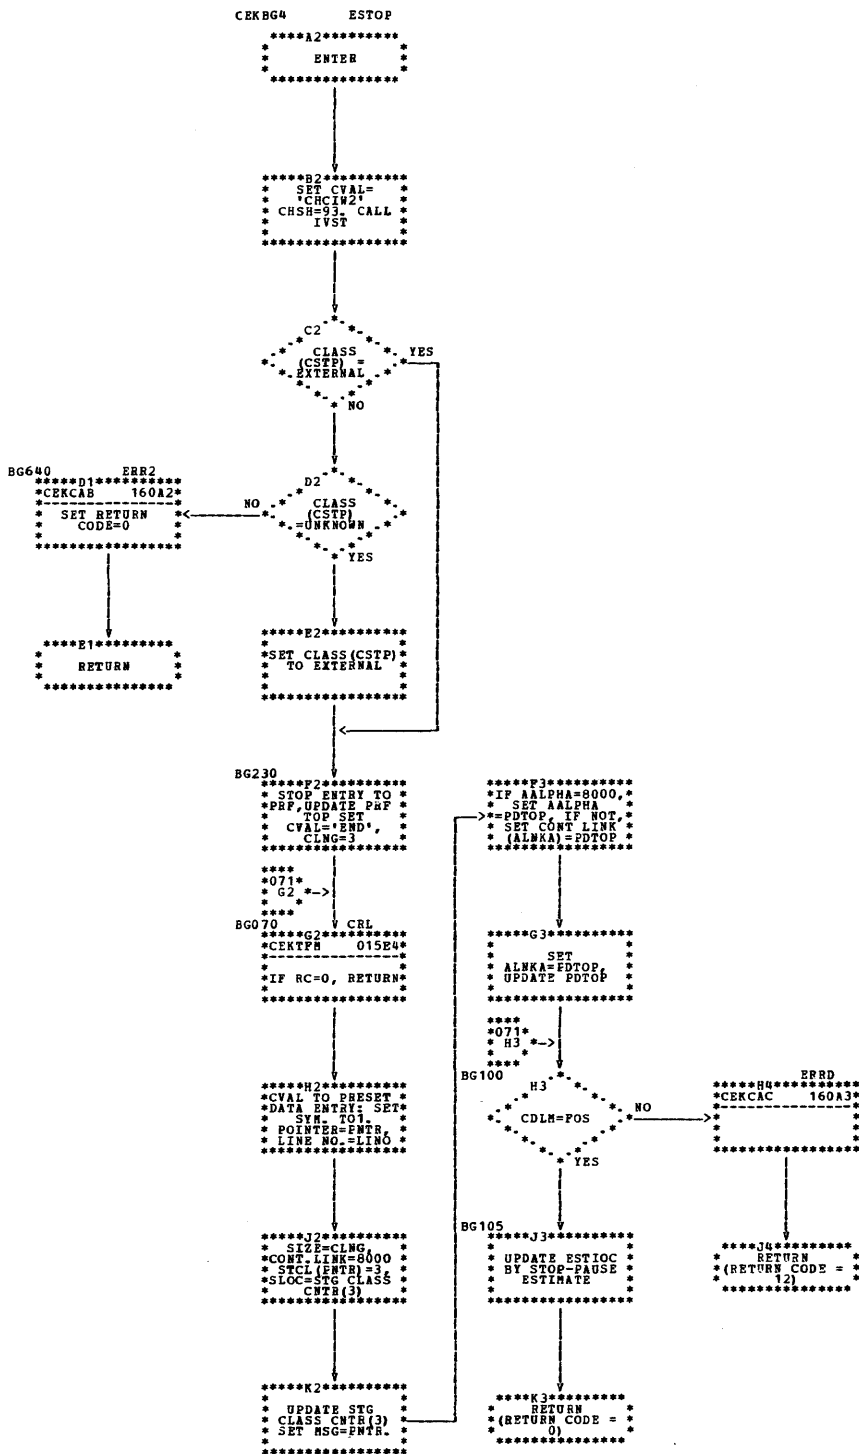 CEKBG4 ESTOP
A2
ENTER
B2
SET CVAL=
'CHCIW2'
CHSH=93. CALL
IVST
C2
CLASS
(CSTP) =
EXTERNAL
YES
NO
D2
CLASS
(CSTP)
=UNKNOWN
NO
YES
BG640 ERR2
D1
CEKCAB 160A2
SET RETURN
CODE=0
E1
RETURN
E2
SET CLASS(CSTP)
TO EXTERNAL
BG230
F2
STOP ENTRY TO
PRF,UPDATE PRF
TOP SET
CVAL='END',
CLNG=3
071
G2
BG070 CRL
G2
CEKTFM 015E4
IF RC=0, RETURN
H2
CVAL TO PRESET
DATA ENTRY: SET
SYM. TO1.
POINTER=PNTR,
LINE NO.=LINO
J2
SIZE=CLNG,
CONT.LINK=8000
STCL(PNTR)=3,
SLOC=STG CLASS
CNTR(3)
K2
UPDATE STG
CLASS CNTR(3)
SET MSG=PNTR.
F3
IF AALPHA=8000,
SET AALPHA
=PDTOP, IF NOT,
SET CONT LINK
(ALNKA)=PDTOP
G3
SET
ALNKA=PDTOP,
UPDATE PDTOP
071
H3
BG100
H3
CDLM=POS
NO
YES
ERRD
H4
CEKCAC 160A3
J4
RETURN
(RETURN CODE =
12)
BG105
J3
UPDATE ESTIOC
BY STOP-PAUSE
ESTIMATE
K3
RETURN
(RETURN CODE =
0)